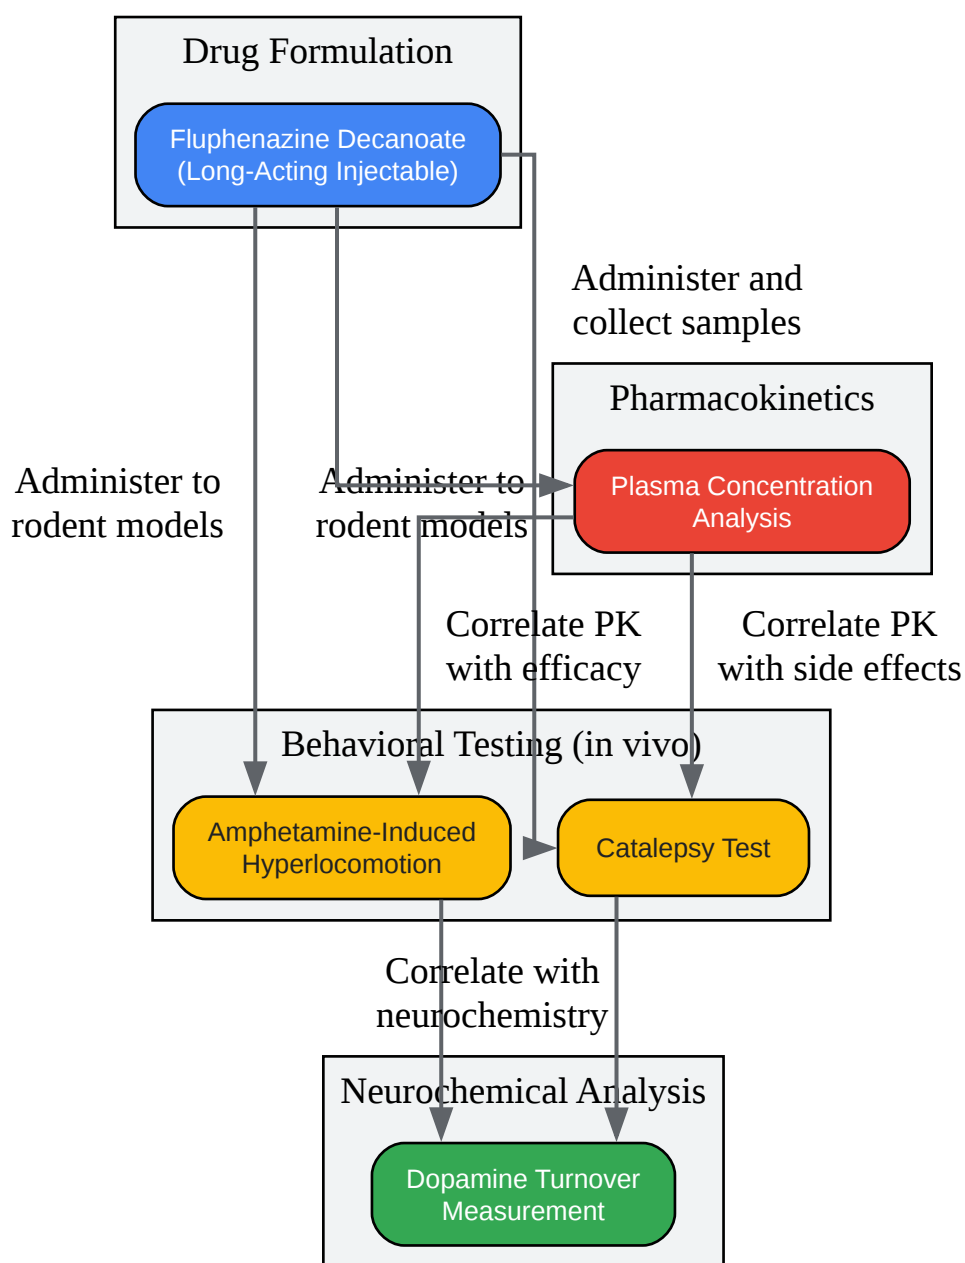 Drug Formulation
Fluphenazine Decanoate
(Long-Acting Injectable)
Administer and
collect samples
Pharmacokinetics
Administer to
rodent models
Administer to
rodent models
Plasma Concentration
Analysis
Correlate PK
with efficacy
Correlate PK
with side effects
Behavioral Testing (in vivo)
Amphetamine-Induced
Hyperlocomotion
Catalepsy Test
Correlate with
neurochemistry
Neurochemical Analysis
Dopamine Turnover
Measurement